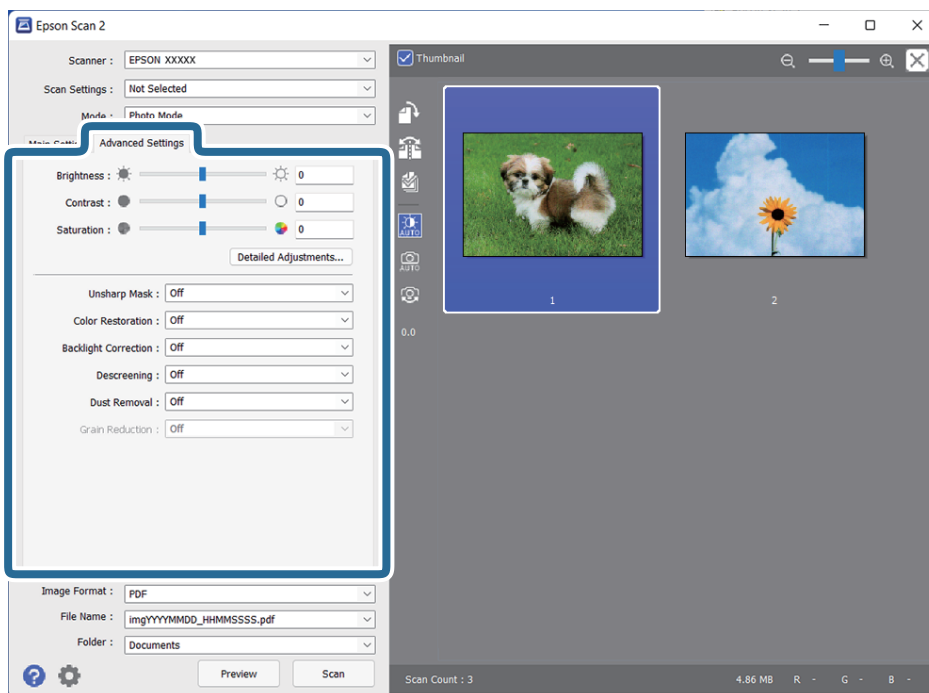 Epson Scan 2
Scanner :
EPSON XXXXX
Scan Settings :
Not Selected
Mode :
Photo Mode
Advanced Settings
Brightness :
0
Contrast :
0
Saturation :
0
Detailed Adjustments...
Unsharp Mask :
Off
Color Restoration :
Off
Backlight Correction :
Off
Descreening :
Off
Dust Removal :
Off
Grain Reduction :
Off
Image Format :
PDF
File Name :
imgYYYYMMDD_HHMMSSSS.pdf
Folder :
Documents
?
Preview
Scan
Thumbnail
AUTO
AUTO
0.0
1
2
Scan Count : 3
4.86 MB R - G - B -